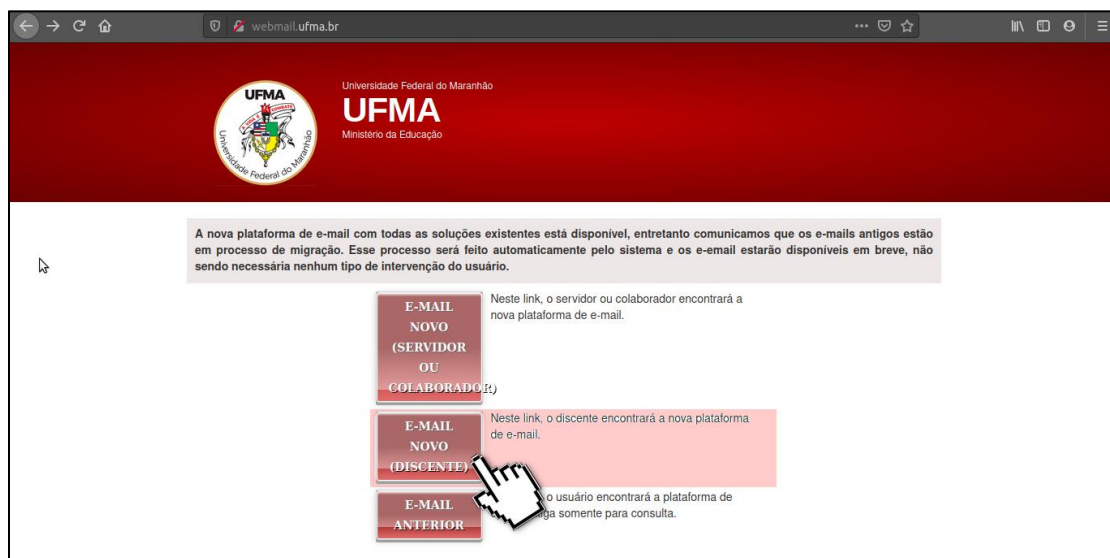 webmail.ufma.br
UFMA
Universidade Federal do Maranhão
Universidade Federal do Maranhão
UFMA
Ministério da Educação
A nova plataforma de e-mail com todas as soluções existentes está disponível, entretanto comunicamos que os e-mails antigos estão
em processo de migração. Esse processo será feito automaticamente pelo sistema e os e-email estarão disponíveis em breve, não
sendo necessária nenhum tipo de intervenção do usuário.
E-MAIL
NOVO
(SERVIDOR
OU
COLABORADOR)
Neste link, o servidor ou colaborador encontrará a
nova plataforma de e-mail.
E-MAIL
NOVO
(DISCENTE)
Neste link, o discente encontrará a nova plataforma
de e-mail.
E-MAIL
ANTERIOR
o usuário encontrará a plataforma de
somente para consulta.